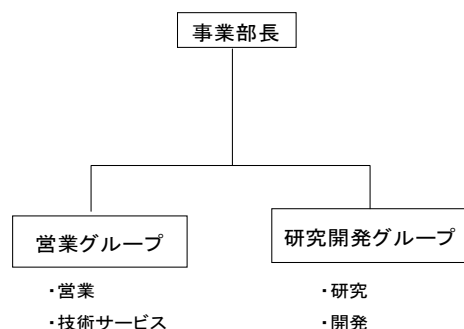 事業部長
営業グループ
研究開発グループ
・営業
・研究
・技術サービス
・開発